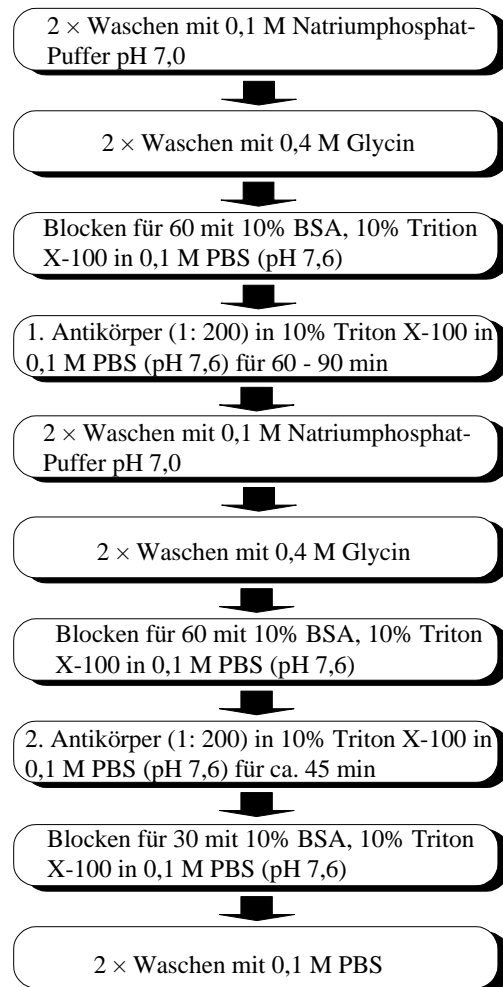 2 × Waschen mit 0,1 M Natriumphosphat-
Puffer pH 7,0
2 × Waschen mit 0,4 M Glycin
Blocken für 60 mit 10% BSA, 10% Trition
X-100 in 0,1 M PBS (pH 7,6)
1. Antikörper (1: 200) in 10% Triton X-100 in
0,1 M PBS (pH 7,6) für 60 - 90 min
2 × Waschen mit 0,1 M Natriumphosphat-
Puffer pH 7,0
2 × Waschen mit 0,4 M Glycin
Blocken für 60 mit 10% BSA, 10% Triton
X-100 in 0,1 M PBS (pH 7,6)
2. Antikörper (1: 200) in 10% Triton X-100 in
0,1 M PBS (pH 7,6) für ca. 45 min
Blocken für 30 mit 10% BSA, 10% Triton
X-100 in 0,1 M PBS (pH 7,6)
2 × Waschen mit 0,1 M PBS